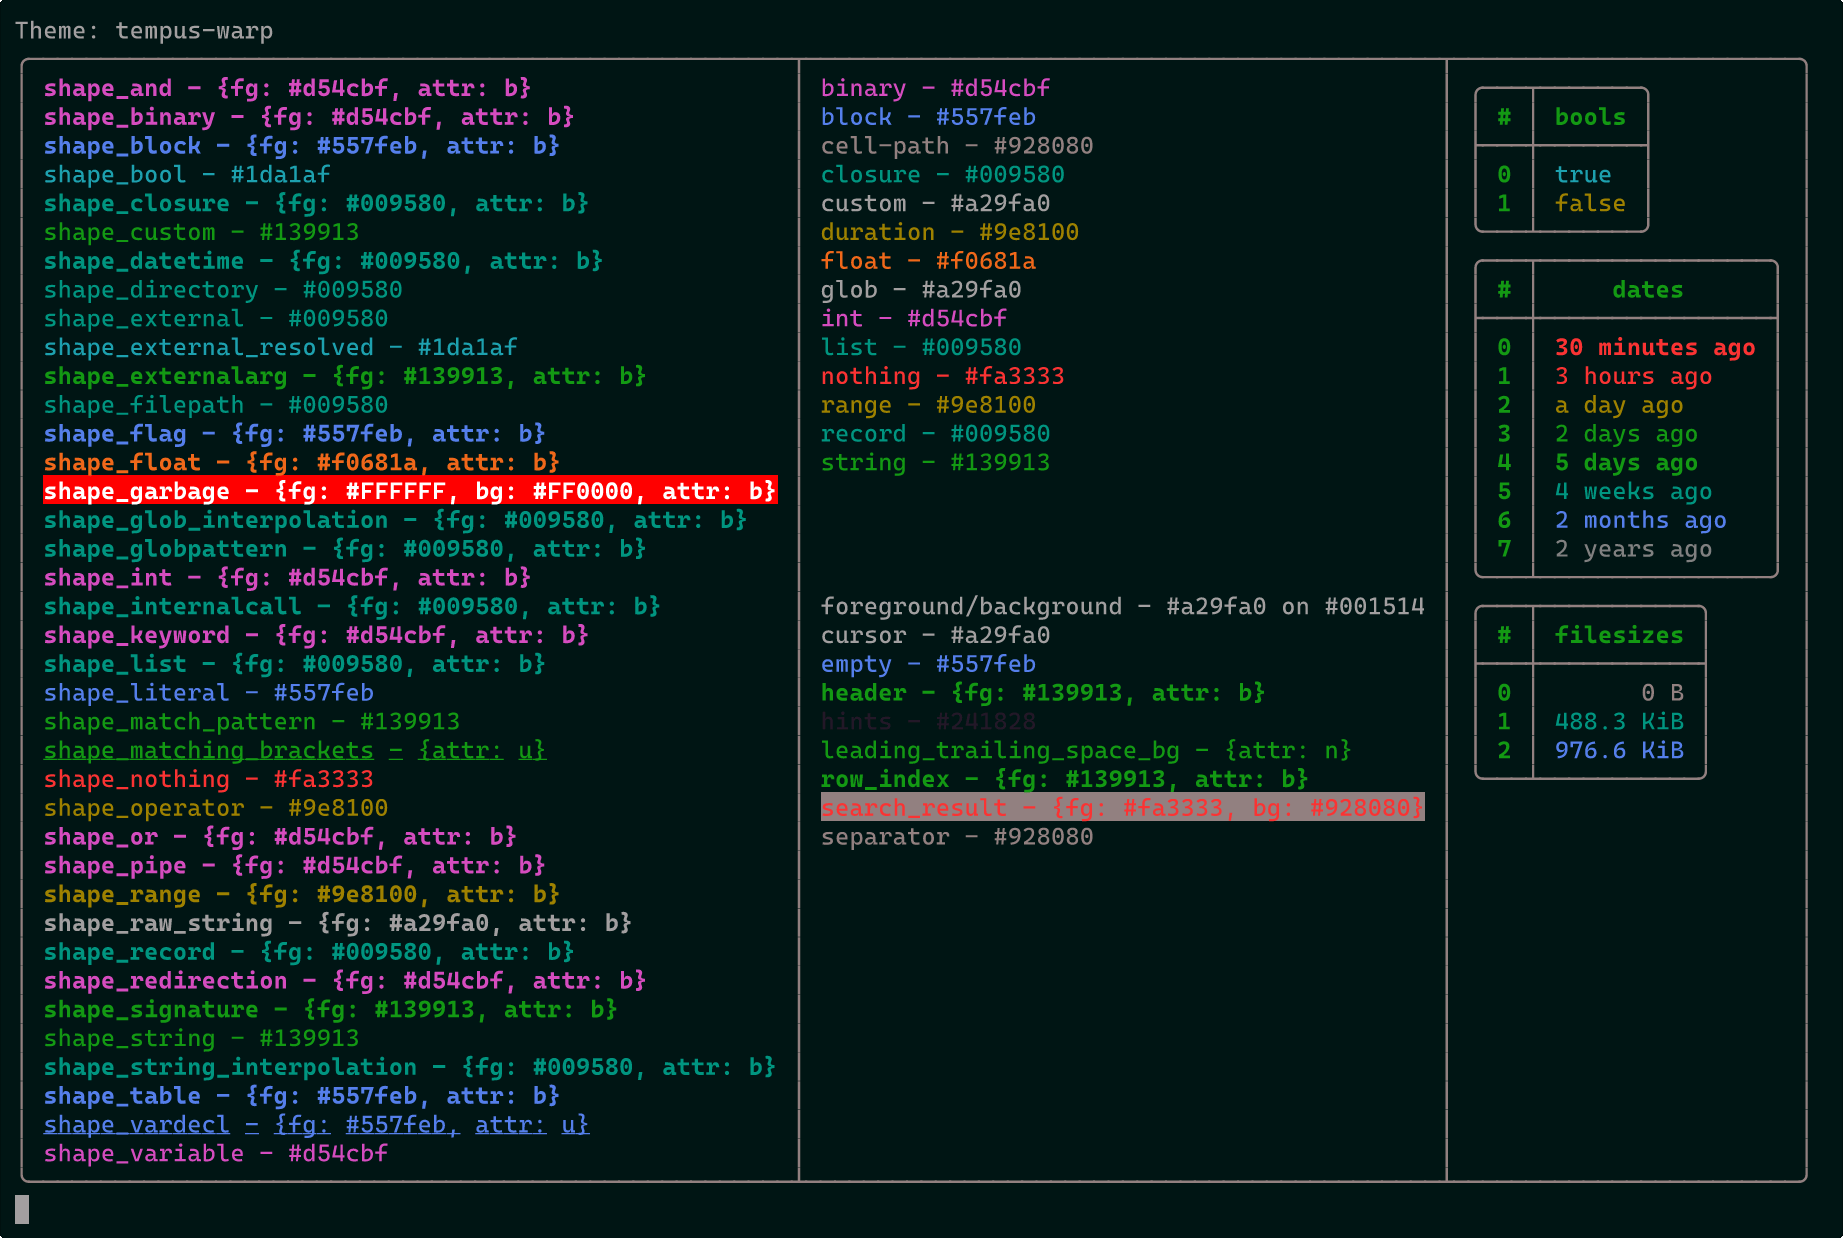 Theme: tempus-warp
shape_and - {fg: #d54cbf, attr: b}
shape_binary - {fg: #d54cbf, attr: b}
shape_block - {fg: #557feb, attr: b}
shape_bool - #1da1af
shape_closure - {fg: #009580, attr: b}
shape_custom - #139913
shape_datetime - {fg: #009580, attr: b}
shape_directory - #009580
shape_external - #009580
shape_external_resolved - #1da1af
shape_externalarg - {fg: #139913, attr: b}
shape_filepath - #009580
shape_flag - {fg: #557feb, attr: b}
shape_float - {fg: #f0681a, attr: b}
shape_garbage - {fg: #FFFFFF, bg: #FF0000, attr: b}
shape_glob_interpolation - {fg: #009580, attr: b}
shape_globpattern - {fg: #009580, attr: b}
shape_int - {fg: #d54cbf, attr: b}
shape_internalcall - {fg: #009580, attr: b}
shape_keyword - {fg: #d54cbf, attr: b}
shape_list - {fg: #009580, attr: b}
shape_literal - #557feb
shape_match_pattern - #139913
shape_matching_brackets - {attr: u}
shape_nothing - #fa3333
shape_operator - #9e8100
shape_or - {fg: #d54cbf, attr: b}
shape_pipe - {fg: #d54cbf, attr: b}
shape_range - {fg: #9e8100, attr: b}
shape_raw_string - {fg: #a29fa0, attr: b}
shape_record - {fg: #009580, attr: b}
shape_redirection - {fg: #d54cbf, attr: b}
shape_signature - {fg: #139913, attr: b}
shape_string - #139913
shape_string_interpolation - {fg: #009580, attr: b}
shape_table - {fg: #557feb, attr: b}
shape_vardecl - {fg: #557feb, attr: u}
shape_variable - #d54cbf
binary - #d54cbf
block - #557feb
cell-path - #928080
closure - #009580
custom - #a29fa0
duration - #9e8100
float - #f0681a
glob - #a29fa0
int - #d54cbf
list - #009580
nothing - #fa3333
range - #9e8100
record - #009580
string - #139913
foreground/background - #a29fa0 on #001514
cursor - #a29fa0
empty - #557feb
header - {fg: #139913, attr: b}
hints - #241828
leading_trailing_space_bg - {attr: n}
row_index - {fg: #139913, attr: b}
search_result - {fg: #fa3333, bg: #928080}
separator - #928080
# bools
0 true
1 false
# dates
0 30 minutes ago
1 3 hours ago
2 a day ago
3 2 days ago
4 5 days ago
5 4 weeks ago
6 2 months ago
7 2 years ago
# filesizes
0 0 B
1 488.3 KiB
2 976.6 KiB